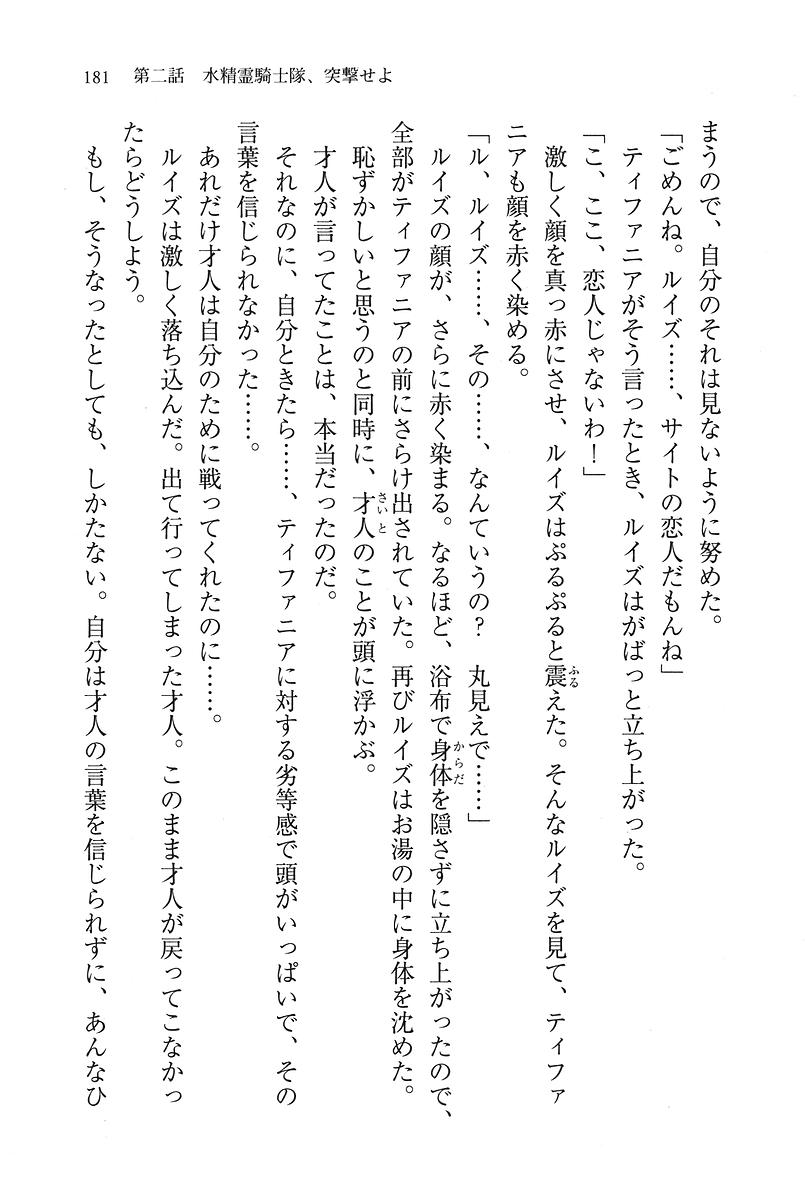 181　第二話　水精霊騎士隊、突撃せよ
まうので、自分のそれは見ないように努めた。
「ごめんね。ルイズ……、サイトの恋人だもんね」
ティファニアがそう言ったとき、ルイズはがばっと立ち上がった。
「こ、ここ、恋人じゃないわ！」
激しく顔を真っ赤にさせ、ルイズはぷるぷると震えた。そんなルイズを見て、ティファ
ニアも顔を赤く染める。
「ル、ルイズ……、その……、なんていうの？　丸見えで……」
ルイズの顔が、さらに赤く染まる。なるほど、浴布で身体を隠さずに立ち上がったので、
全部がティファニアの前にさらけ出されていた。再びルイズはお湯の中に身体を沈めた。
恥ずかしいと思うのと同時に、才人のことが頭に浮かぶ。
才人が言ってたことは、本当だったのだ。
それなのに、自分ときたら……、ティファニアに対する劣等感で頭がいっぱいで、その
言葉を信じられなかった……。
あれだけ才人は自分のために戦ってくれたのに……。
ルイズは激しく落ち込んだ。出て行ってしまった才人。このまま才人が戻ってこなかっ
たらどうしよう。
もし、そうなったとしても、しかたない。自分は才人の言葉を信じられずに、あんなひ